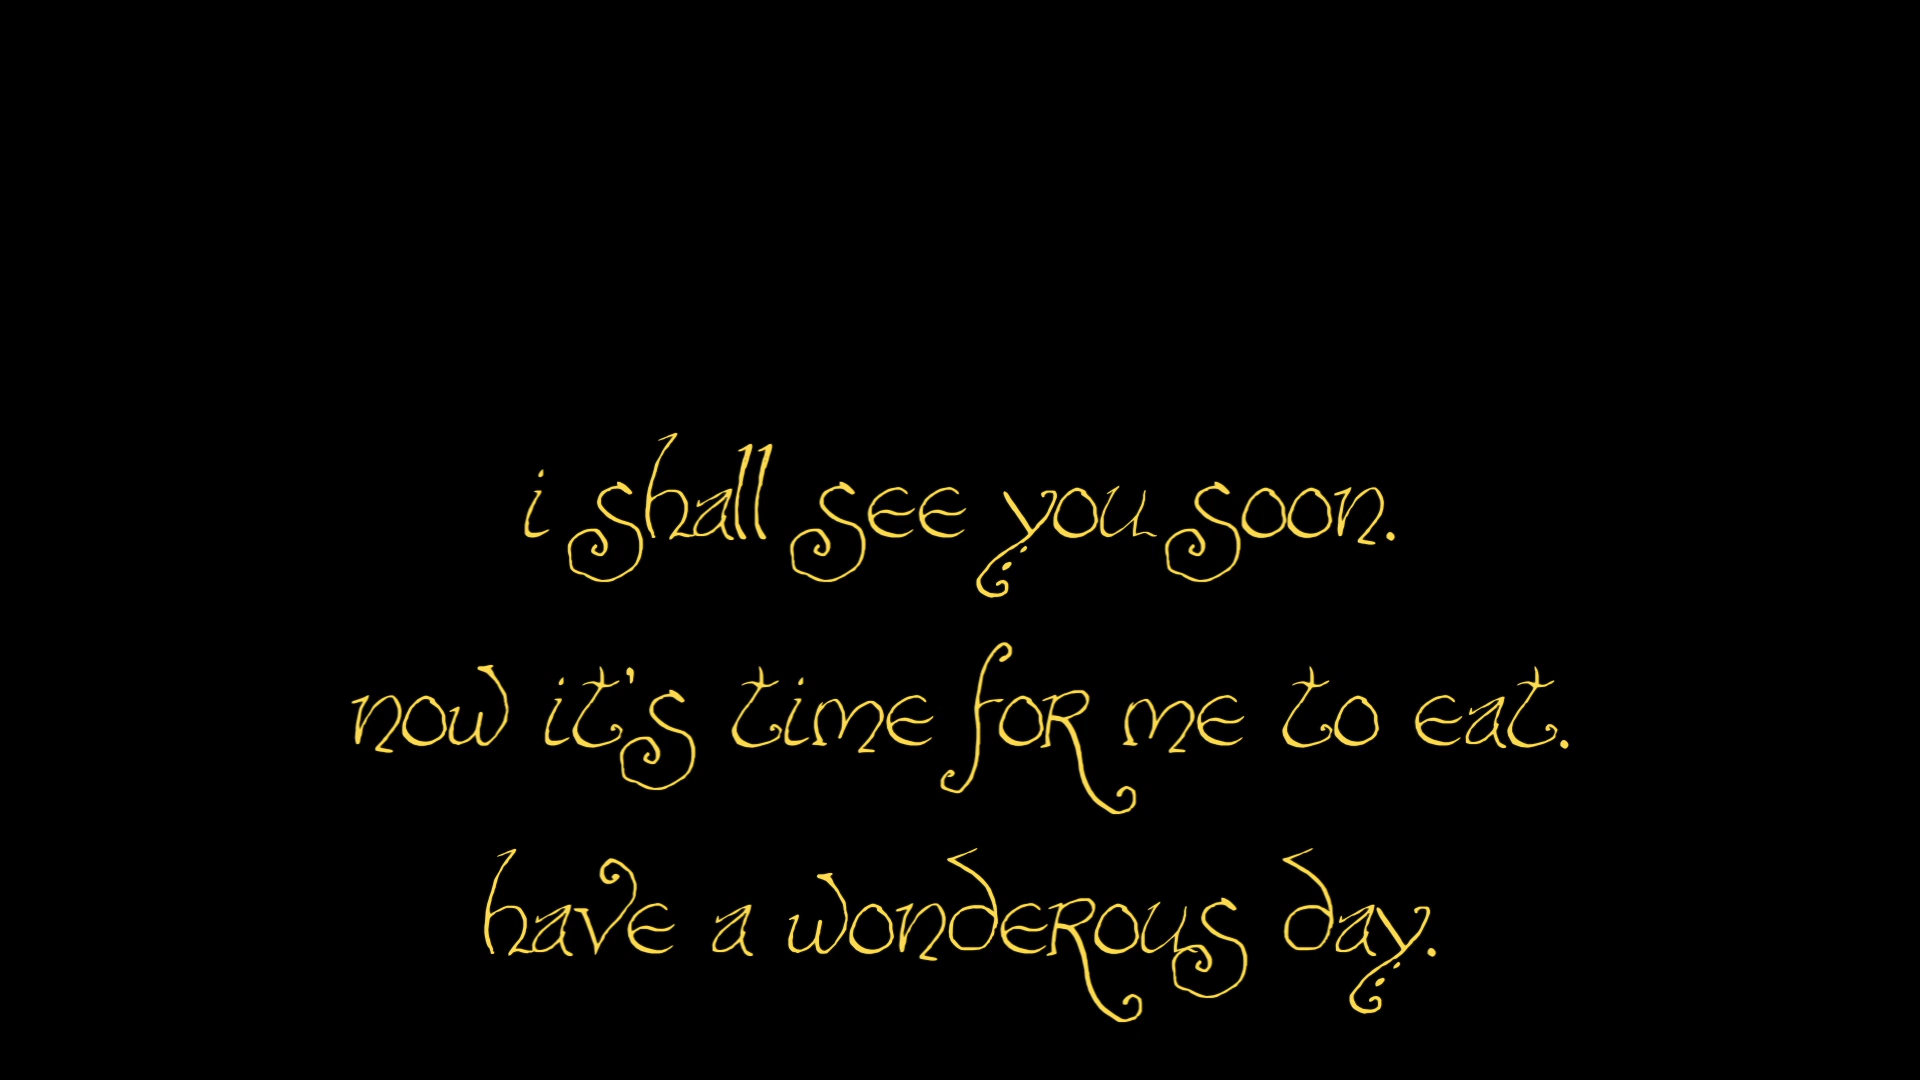 i shall see you soon.
now it's time for me to eat.
have a wonderous day.